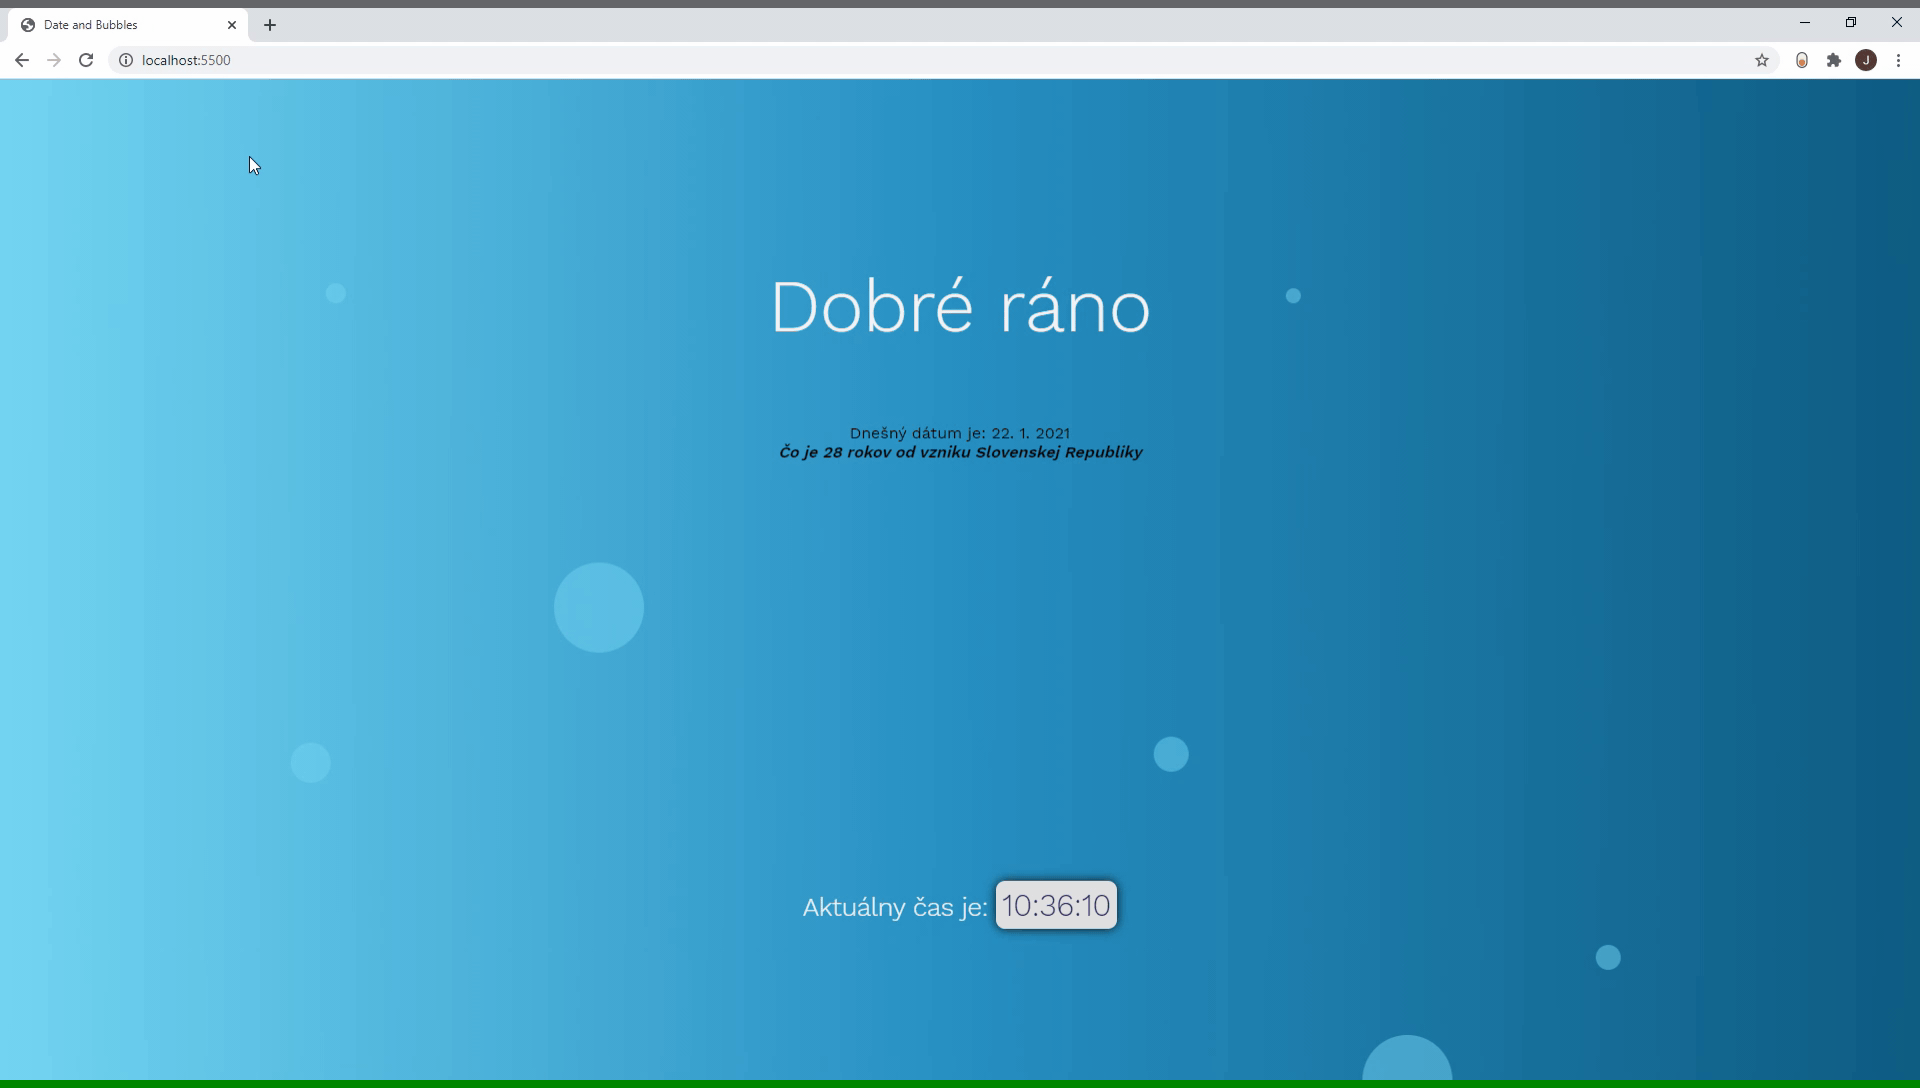 Date and Bubbles
localhost:5500
J
Dobré ráno
Dnešný dátum je: 22. 1. 2021
Čo je 28 rokov od vzniku Slovenskej Republiky
Aktuálny čas je: 10:36:10